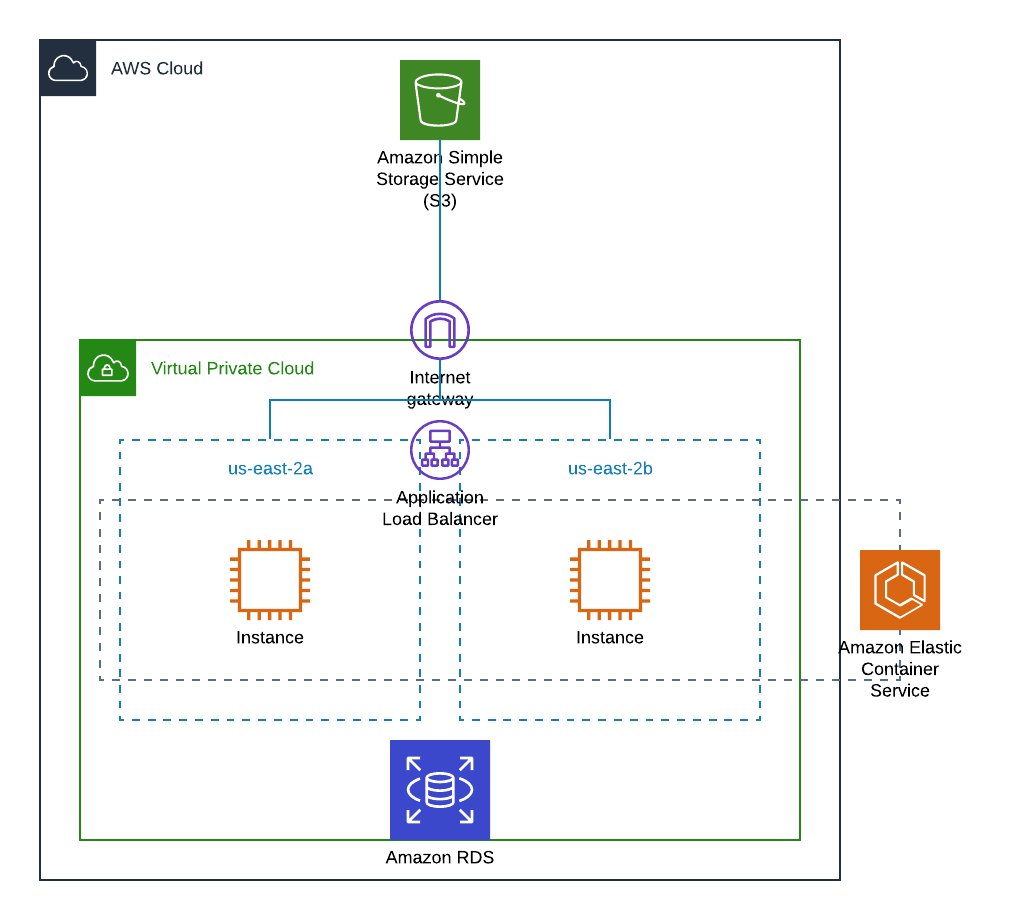 AWS Cloud
Amazon Simple
Storage Service
(S3)
Internet
gateway
Virtual Private Cloud
us-east-2a
us-east-2b
Application
Load Balancer
Instance
Instance
Amazon Elastic
Container
Service
Amazon RDS